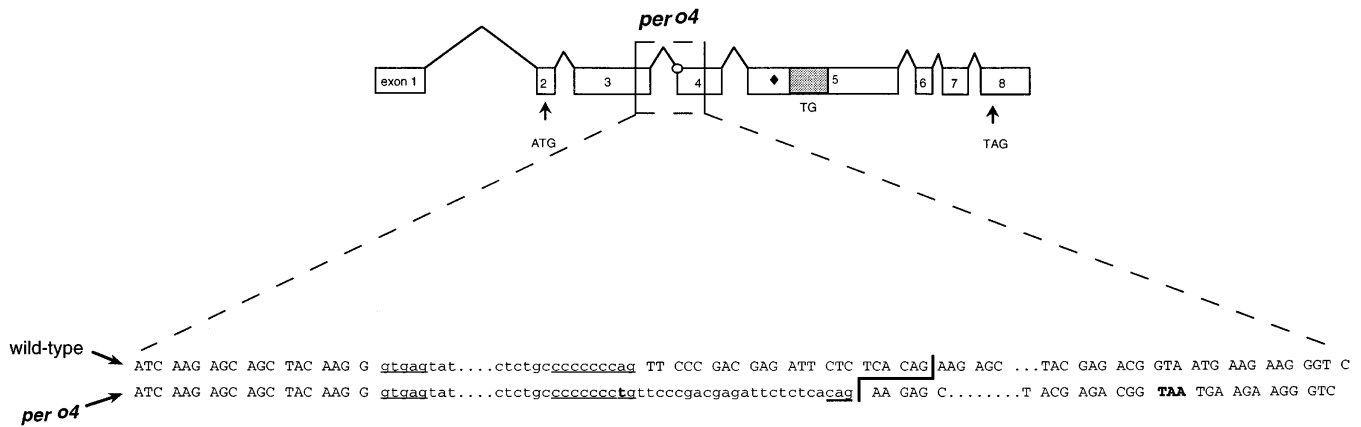 per o4
exon 1 2 3 4 5 6 7 8
TG
ATG TAG
wild-type ATC AAG AGC AGC TAC AAG G gtgagtat....ctctgccccccccag TT CCC GAC GAG ATT CTC TCA CAG AAG AGC ...TAC GAG ACG GTA ATG AAG AAG GGT C
per o4 ATC AAG AGC AGC TAC AAG G gtgagtat....ctctgcccccccctgttcccgacgagattctctcacag AA GAG C........T ACG AGA CGG TAA TGA AGA AGG GTC